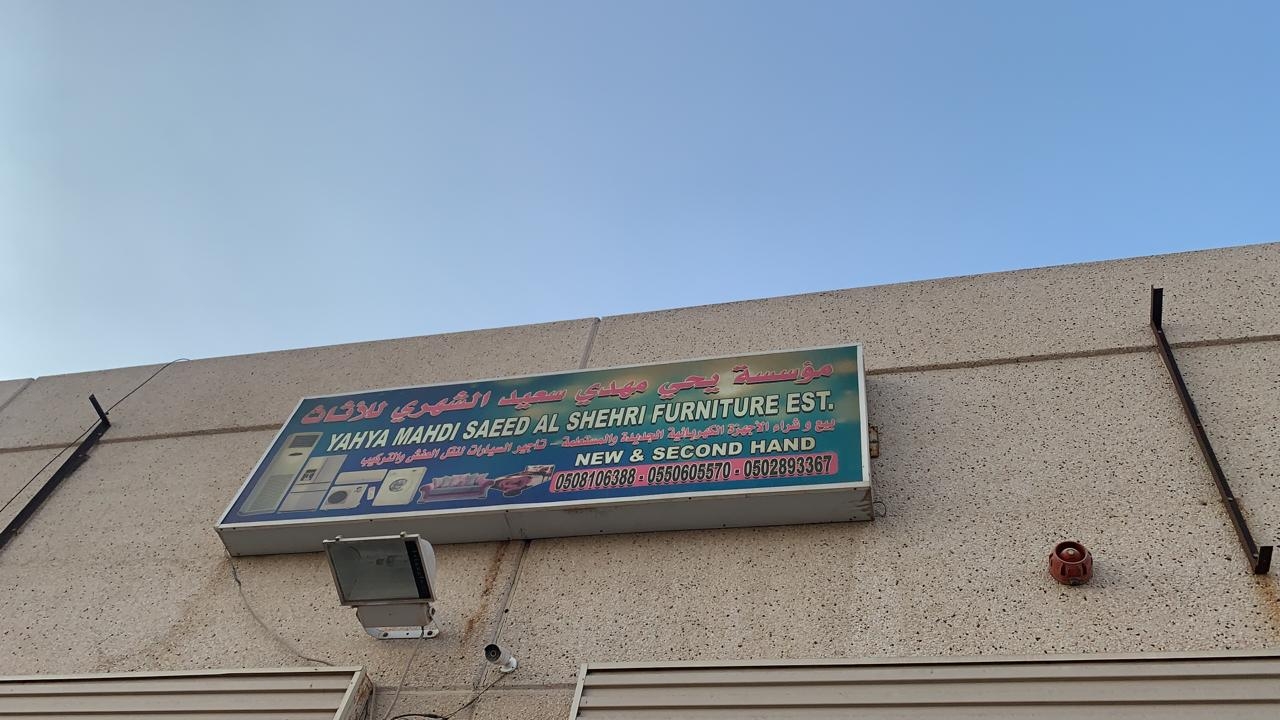 مؤسسة يحي مهدي سعيد الشهري للاثاث
YAHYA MAHDI SAEED AL SHEHRI FURNITURE EST.
بيع و شراء الأجهزة الكهربائية الجديدة والمستعملة - تأجير السيارات لنقل العفش والتركيب
NEW & SECOND HAND
0508106388 - 0550605570 - 0502893367